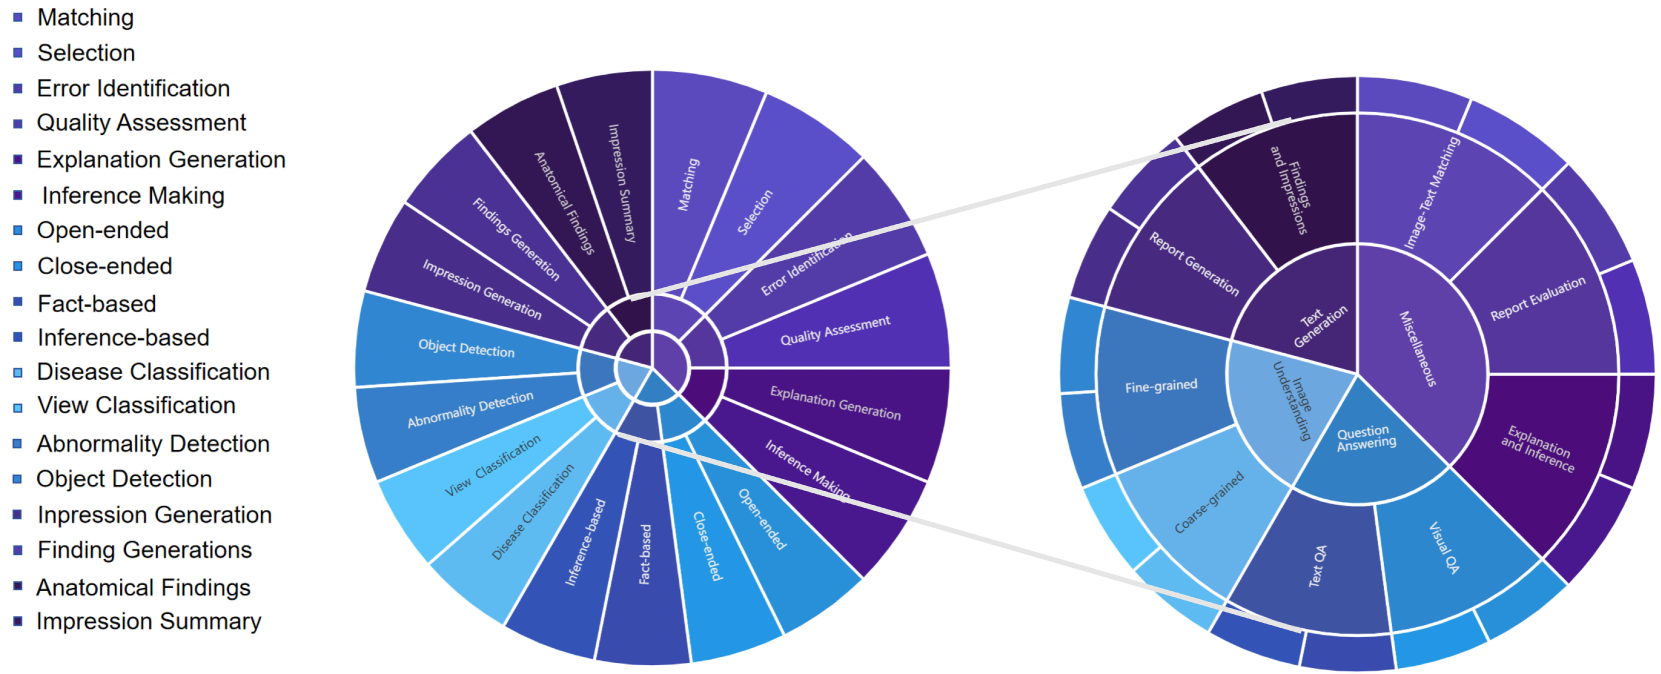 Matching
Selection
Error Identification
Quality Assessment
Explanation Generation
Inference Making
Open-ended
Close-ended
Fact-based
Inference-based
Disease Classification
View Classification
Abnormality Detection
Object Detection
Inpression Generation
Finding Generations
Anatomical Findings
Impression Summary
Matching
Selection
Error Identification
Quality Assessment
Explanation Generation
Inference Making
Open-ended
Close-ended
Fact-based
Inference-based
Disease Classification
View Classification
Abnormality Detection
Object Detection
Impression Generation
Findings Generation
Anatomical Findings
Impression Summary
Image-Text Matching
Report Evaluation
Explanation
and Inference
Visual QA
Text QA
Coarse-grained
Fine-grained
Report Generation
Findings
and Impressions
Miscellaneous
Question
Answering
Image
Understanding
Text
Generation